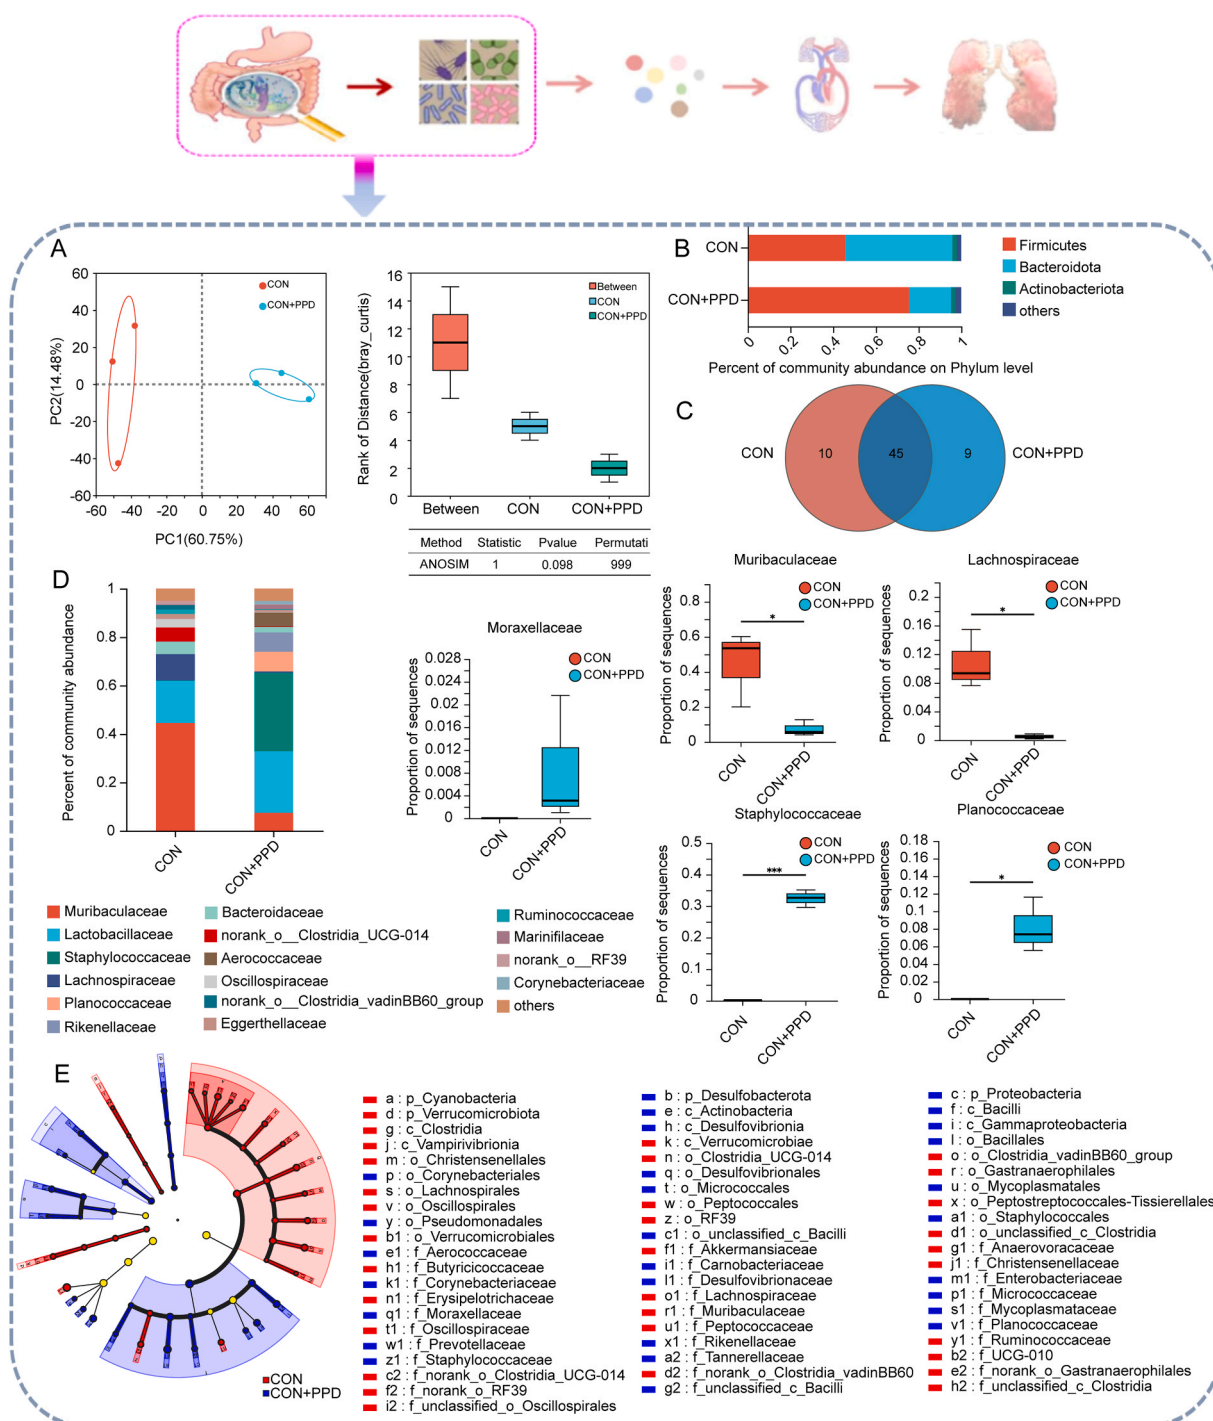 A
60
40
20
0
-20
-40
-60
-60 -40 -20 0 20 40 60
PC2(14.48%)
PC1(60.75%)
CON
CON+PPD
16
14
12
10
8
6
4
2
0
Rank of Distance(bray_curtis)
Between
CON
CON+PPD
Between CON CON+PPD
Method Statistic Pvalue Permutati
ANOSIM 1 0.098 999
B
CON
CON+PPD
0 0.2 0.4 0.6 0.8 1
Percent of community abundance on Phylum level
Firmicutes
Bacteroidota
Actinobacteriota
others
C
CON 10 45 9 CON+PPD
D
1
0.8
0.6
0.4
0.2
0
Percent of community abundance
CON
CON+PPD
Muribaculaceae
Lactobacillaceae
Staphylococcaceae
Lachnospiraceae
Planococcaceae
Rikenellaceae
Bacteroidaceae
norank_o__Clostridia_UCG-014
Aerococcaceae
Oscillospiraceae
norank_o__Clostridia_vadinBB60_group
Eggerthellaceae
Ruminococcaceae
Marinifilaceae
norank_o__RF39
Corynebacteriaceae
others
Moraxellaceae
CON
CON+PPD
0.028
0.024
0.02
0.016
0.012
0.008
0.004
0
Proportion of sequences
CON
CON+PPD
Muribaculaceae
CON
CON+PPD
*
0.8
0.6
0.4
0.2
0
Proportion of sequences
CON
CON+PPD
Lachnospiraceae
CON
CON+PPD
*
0.2
0.16
0.12
0.08
0.04
0
Proportion of sequences
CON
CON+PPD
Staphylococcaceae
CON
CON+PPD
***
0.5
0.4
0.3
0.2
0.1
0
Proportion of sequences
CON
CON+PPD
Planococcaceae
CON
CON+PPD
*
0.18
0.16
0.14
0.12
0.1
0.08
0.06
0.04
0.02
0
Proportion of sequences
CON
CON+PPD
E
CON
CON+PPD
a : p_Cyanobacteria
d : p_Verrucomicrobiota
g : c_Clostridia
j : c_Vampirivibrionia
m : o_Christensenellales
p : o_Corynebacteriales
s : o_Lachnospirales
v : o_Oscillospirales
y : o_Pseudomonadales
b1 : o_Verrucomicrobiales
e1 : f_Aerococcaceae
h1 : f_Butyricicoccaceae
k1 : f_Corynebacteriaceae
n1 : f_Erysipelotrichaceae
q1 : f_Moraxellaceae
t1 : f_Oscillospiraceae
w1 : f_Prevotellaceae
z1 : f_Staphylococcaceae
c2 : f_norank_o_Clostridia_UCG-014
f2 : f_norank_o_RF39
i2 : f_unclassified_o_Oscillospirales
b : p_Desulfobacterota
e : c_Actinobacteria
h : c_Desulfovibrionia
k : c_Verrucomicrobiae
n : o_Clostridia_UCG-014
q : o_Desulfovibrionales
t : o_Micrococcales
w : o_Peptococcales
z : o_RF39
c1 : o_unclassified_c_Bacilli
f1 : f_Akkermansiaceae
i1 : f_Carnobacteriaceae
l1 : f_Desulfovibrionaceae
o1 : f_Lachnospiraceae
r1 : f_Muribaculaceae
u1 : f_Peptococcaceae
x1 : f_Rikenellaceae
a2 : f_Tannerellaceae
d2 : f_norank_o_Clostridia_vadinBB60
g2 : f_unclassified_c_Bacilli
c : p_Proteobacteria
f : c_Bacilli
i : c_Gammaproteobacteria
l : o_Bacillales
o : o_Clostridia_vadinBB60_group
r : o_Gastranaerophilales
u : o_Mycoplasmatales
x : o_Peptostreptococcales-Tissierellales
a1 : o_Staphylococcales
d1 : o_unclassified_c_Clostridia
g1 : f_Anaerovoracaceae
j1 : f_Christensenellaceae
m1 : f_Enterobacteriaceae
p1 : f_Micrococcaceae
s1 : f_Mycoplasmataceae
v1 : f_Planococcaceae
y1 : f_Ruminococcaceae
b2 : f_UCG-010
e2 : f_norank_o_Gastranaerophilales
h2 : f_unclassified_c_Clostridia